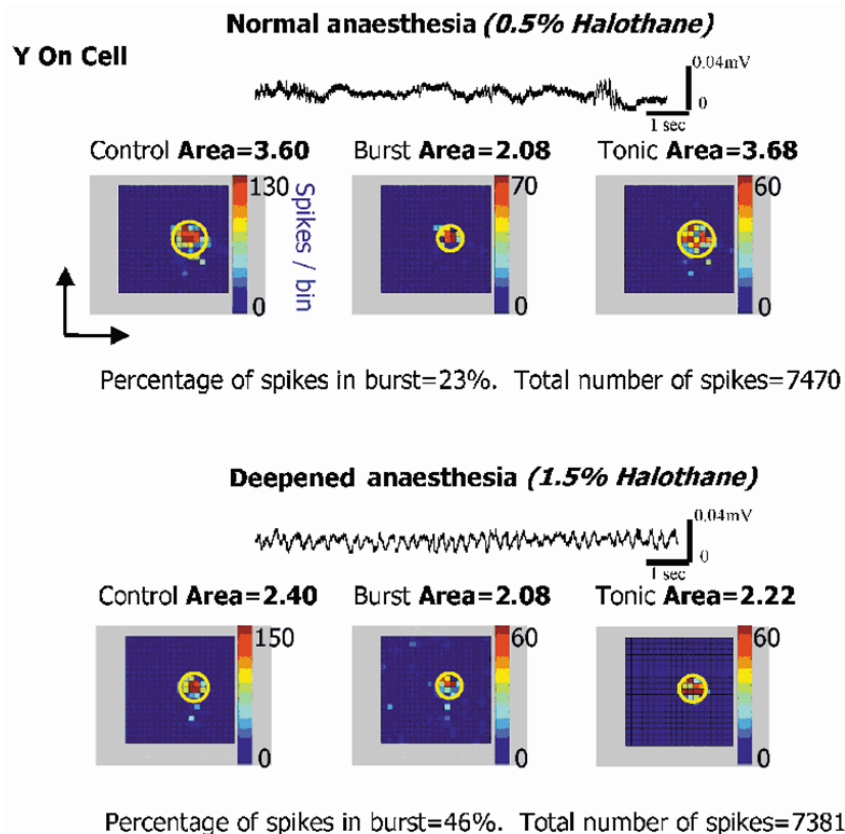 Normal anaesthesia (0.5% Halothane)
Y On Cell
0.04mV
0
1 sec
Control Area=3.60 Burst Area=2.08 Tonic Area=3.68
130 70 60
Spikes / bin
0 0 0
Percentage of spikes in burst=23%. Total number of spikes=7470
Deepened anaesthesia (1.5% Halothane)
0.04mV
0
1 sec
Control Area=2.40 Burst Area=2.08 Tonic Area=2.22
150 60 60
0 0 0
Percentage of spikes in burst=46%. Total number of spikes=7381